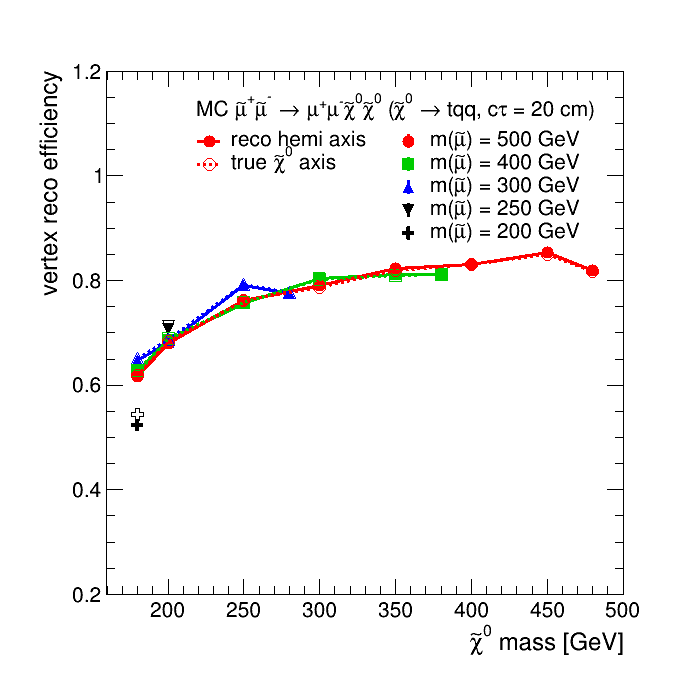 MC μ̃⁺μ̃⁻ → μ⁺μ⁻χ̃⁰χ̃⁰ (χ̃⁰ → tqq, cτ = 20 cm)
reco hemi axis
true χ̃⁰ axis
m(μ̃) = 500 GeV
m(μ̃) = 400 GeV
m(μ̃) = 300 GeV
m(μ̃) = 250 GeV
m(μ̃) = 200 GeV
vertex reco efficiency
1.2
1
0.8
0.6
0.4
0.2
200 250 300 350 400 450 500
χ̃⁰ mass [GeV]